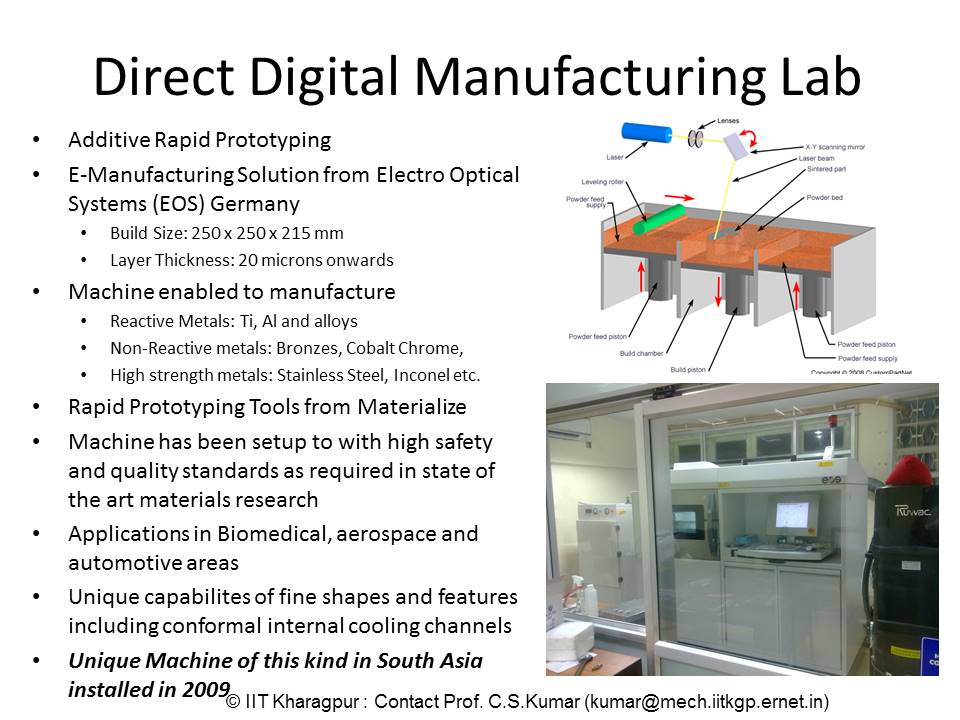 Direct Digital Manufacturing Lab
• Additive Rapid Prototyping
• E-Manufacturing Solution from Electro Optical
Systems (EOS) Germany
• Build Size: 250 x 250 x 215 mm
• Layer Thickness: 20 microns onwards
• Machine enabled to manufacture
• Reactive Metals: Ti, Al and alloys
• Non-Reactive metals: Bronzes, Cobalt Chrome,
• High strength metals: Stainless Steel, Inconel etc.
• Rapid Prototyping Tools from Materialize
• Machine has been setup to with high safety
and quality standards as required in state of
the art materials research
• Applications in Biomedical, aerospace and
automotive areas
• Unique capabilites of fine shapes and features
including conformal internal cooling channels
• Unique Machine of this kind in South Asia
installed in 2009
Lenses
Laser
X-Y scanning mirror
Laser beam
Sintered part
Leveling roller
Powder feed
supply
Powder bed
Powder feed piston
Build chamber
Build piston
Powder feed piston
Powder feed supply
Copyright © 2008 CustomPartNet
eos
Ruwac
© IIT Kharagpur : Contact Prof. C.S.Kumar (kumar@mech.iitkgp.ernet.in)